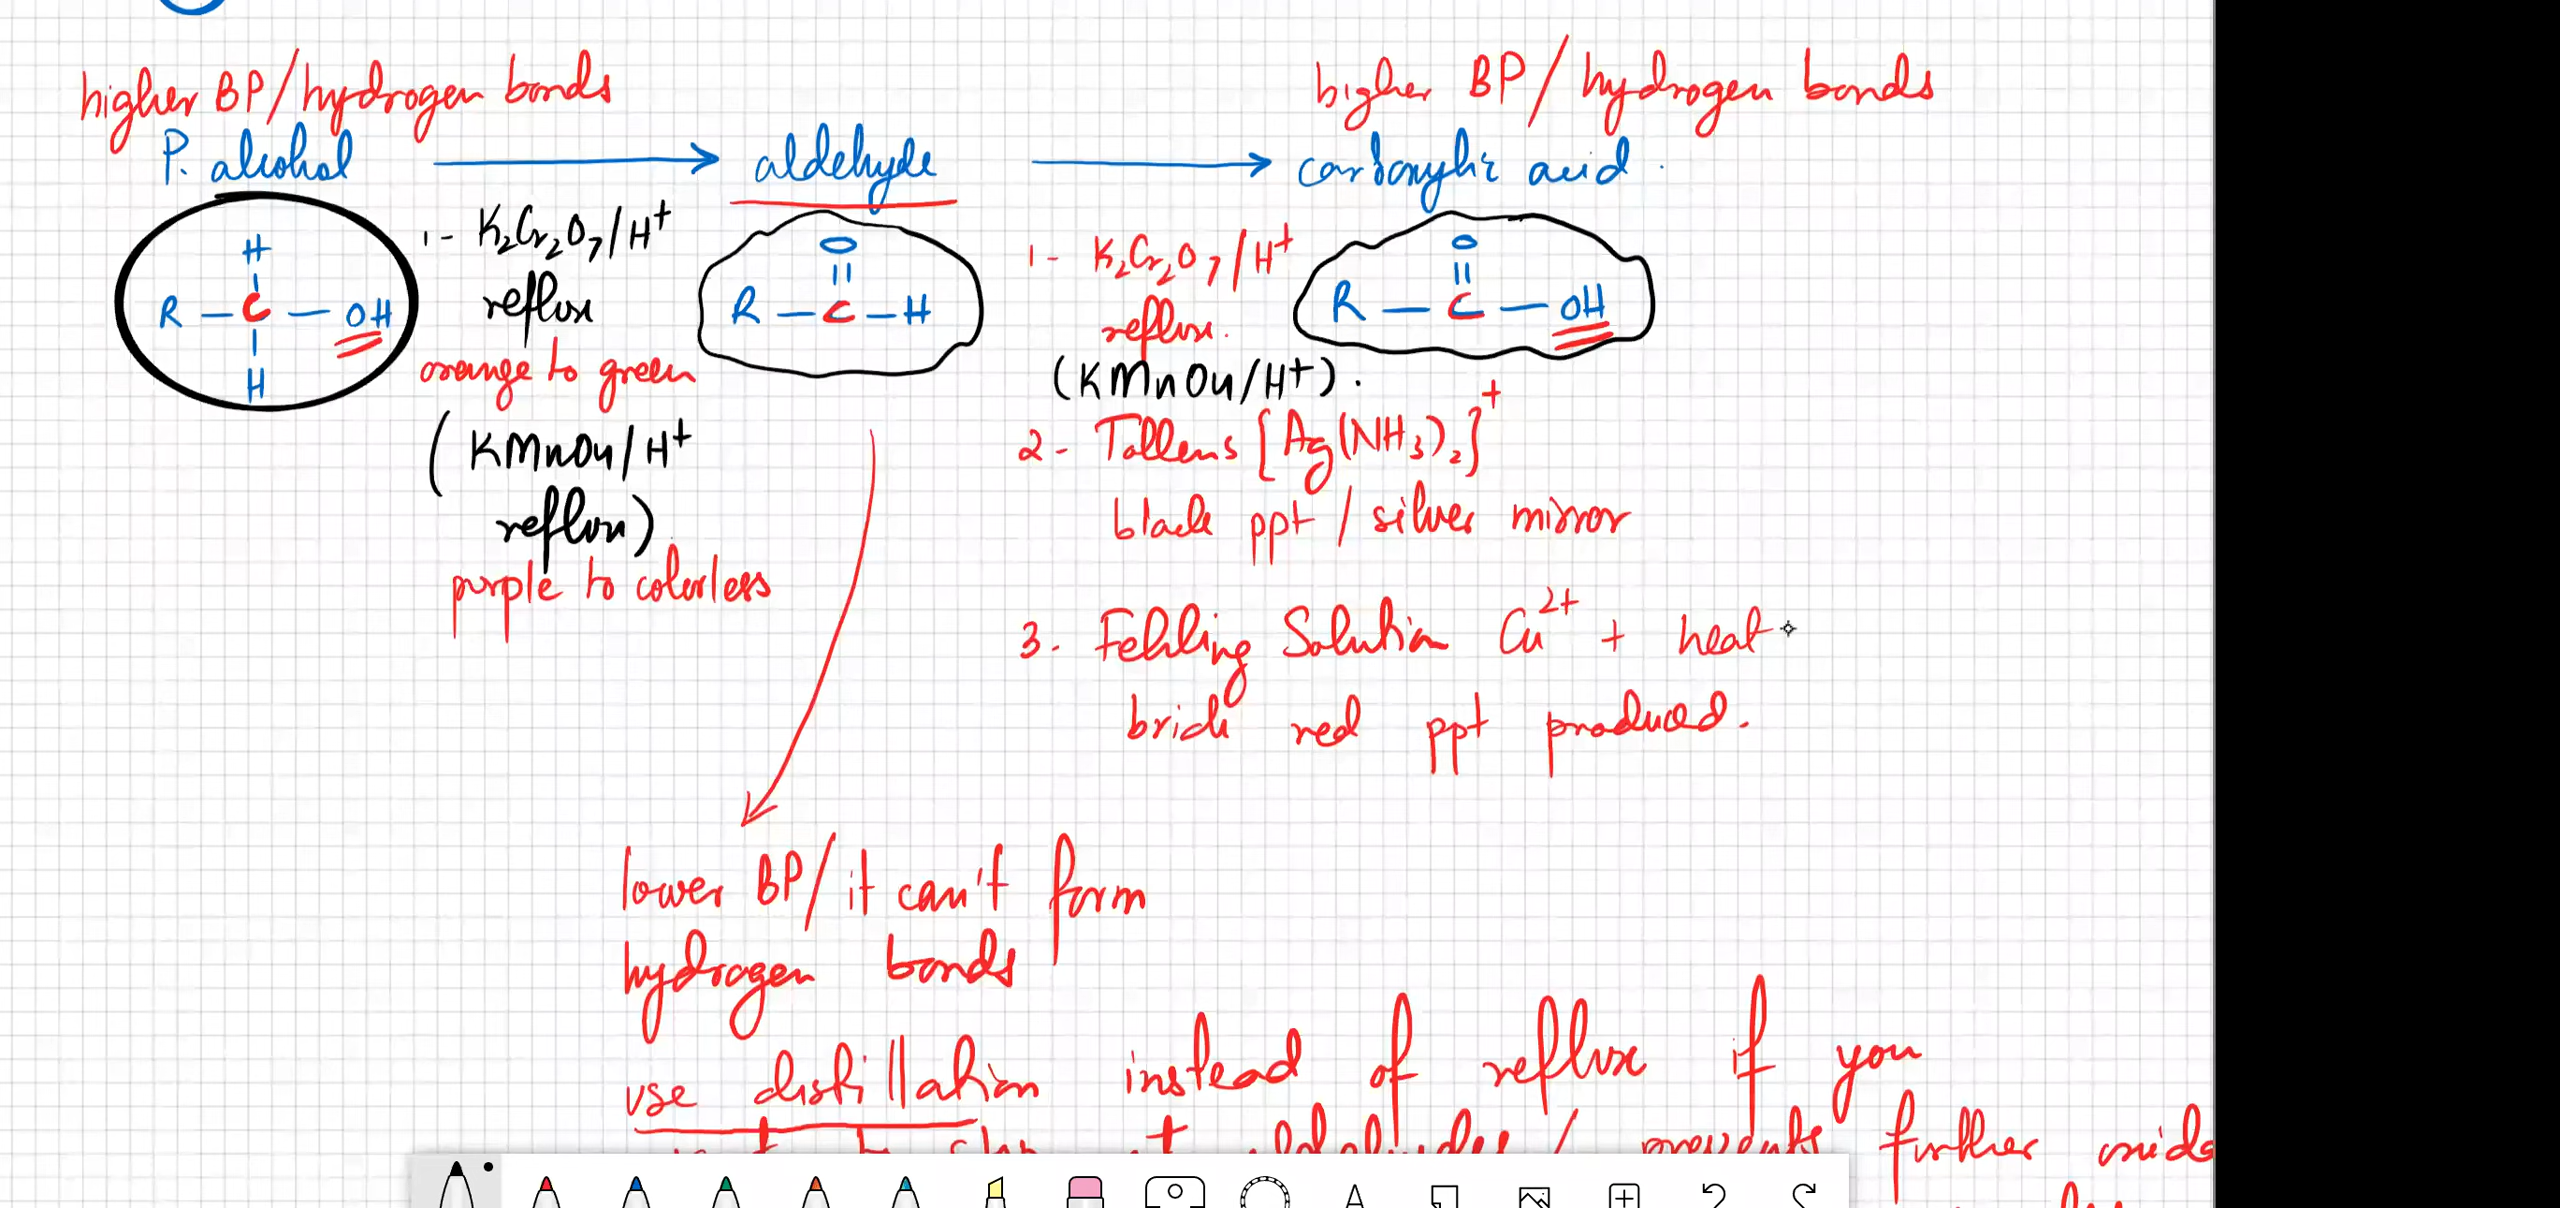 higher BP/hydrogen bonds
P. alcohol
H
R - C - OH
H
1- K₂Cr₂O₇/H⁺
reflux
orange to green
(KMnO4/H⁺
reflux)
purple to colorless
aldehyde
O
R - C - H
higher BP/hydrogen bonds
carboxylic acid.
1- K₂Cr₂O₇/H⁺
reflux.
(KMnO4/H⁺).
O
R - C - OH
2- Tollens [Ag(NH₃)₂]⁺
black ppt / silver mirror
3. Fehling Solution Cu²⁺ + heat
brick red ppt produced.
lower BP/it can't form
hydrogen bonds
use distillation instead of reflux if you
further